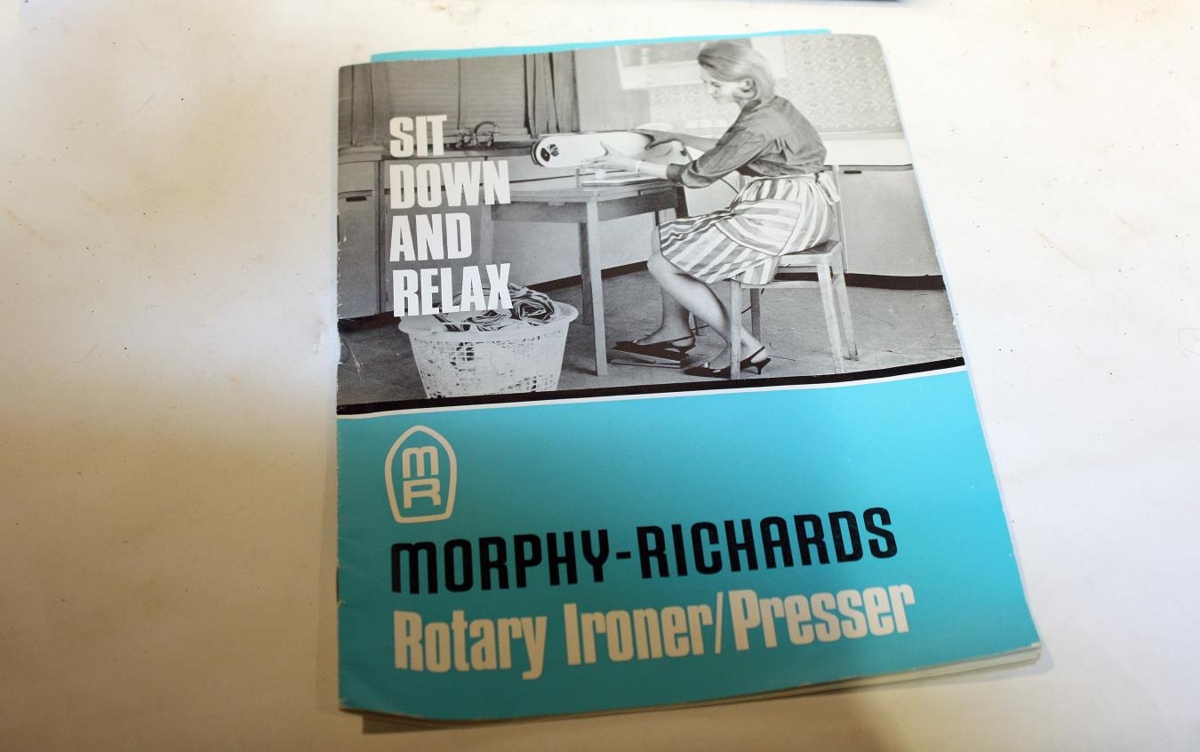 SIT
DOWN
AND
RELAX
MR
MORPHY-RICHARDS
Rotary Ironer/Presser